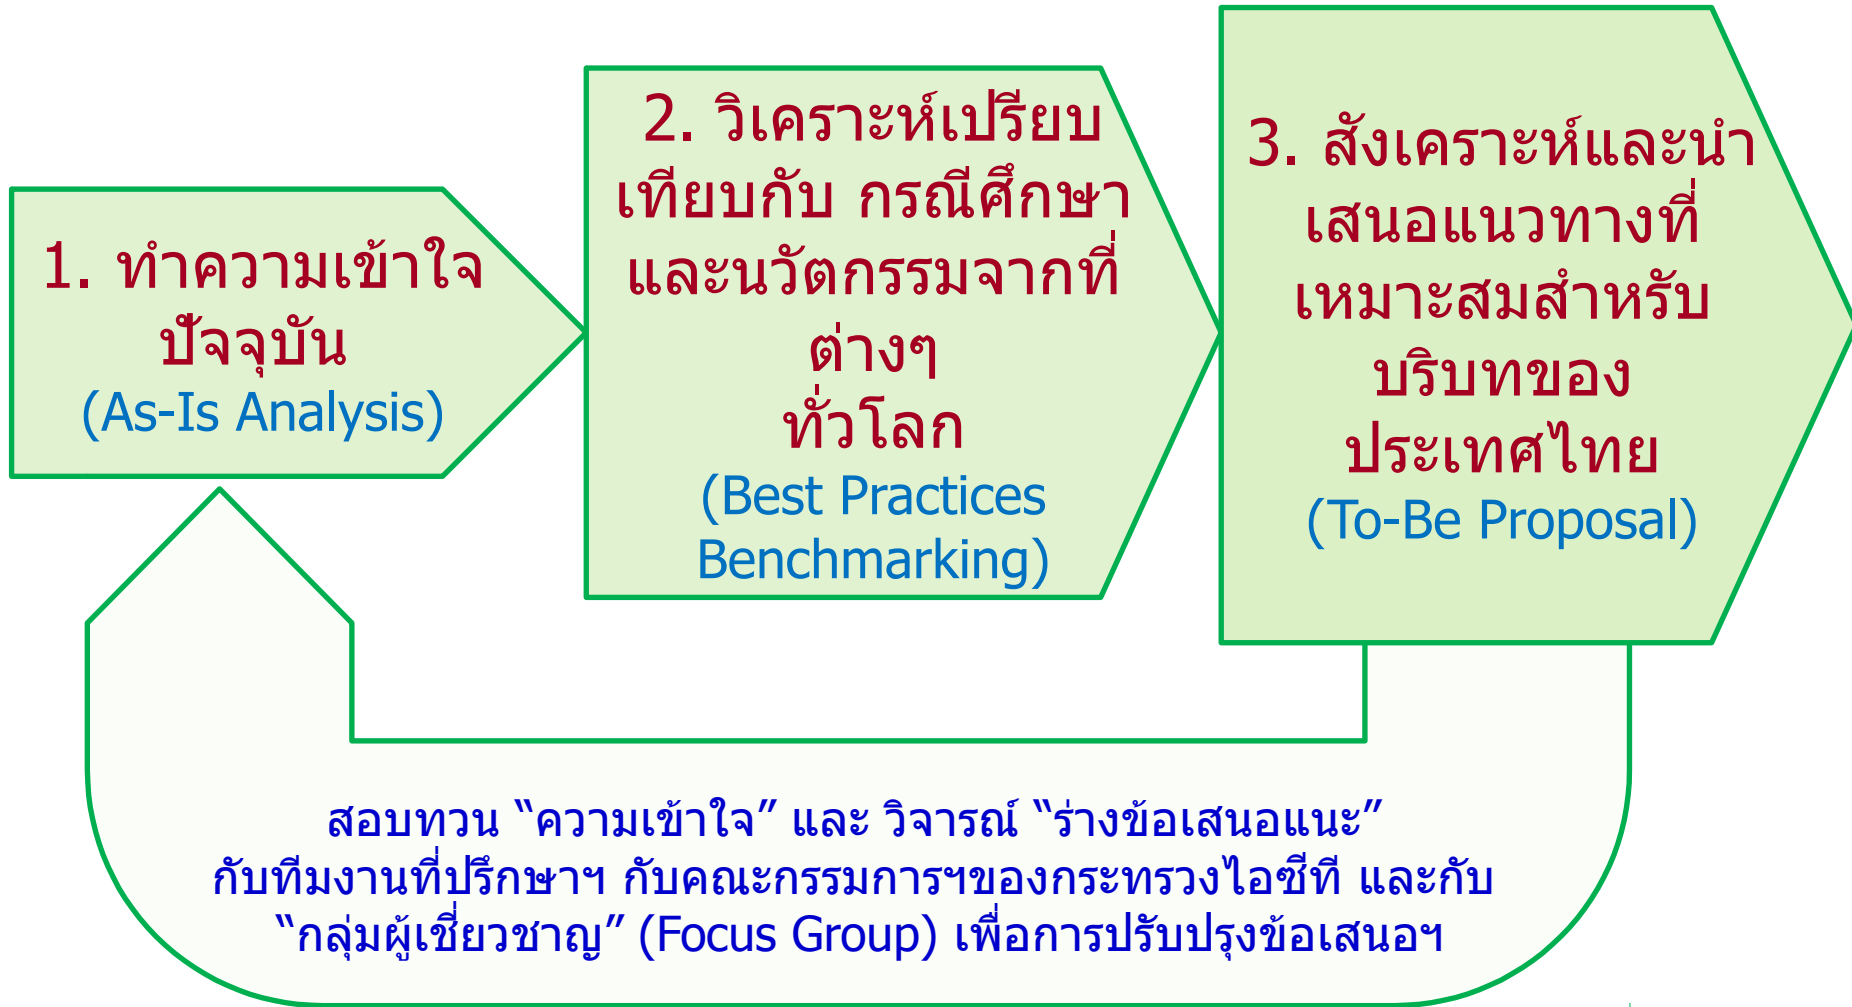 1. ทำความเข้าใจ
ปัจจุบัน
(As-Is Analysis)
2. วิเคราะห์เปรียบ
เทียบกับ กรณีศึกษา
และนวัตกรรมจากที่
ต่างๆ
ทั่วโลก
(Best Practices
Benchmarking)
3. สังเคราะห์และนำ
เสนอแนวทางที่
เหมาะสมสำหรับ
บริบทของ
ประเทศไทย
(To-Be Proposal)
สอบทวน “ความเข้าใจ” และ วิจารณ์ “ร่างข้อเสนอแนะ”
กับทีมงานที่ปรึกษาฯ กับคณะกรรมการฯของกระทรวงไอซีที และกับ
“กลุ่มผู้เชี่ยวชาญ” (Focus Group) เพื่อการปรับปรุงข้อเสนอฯ